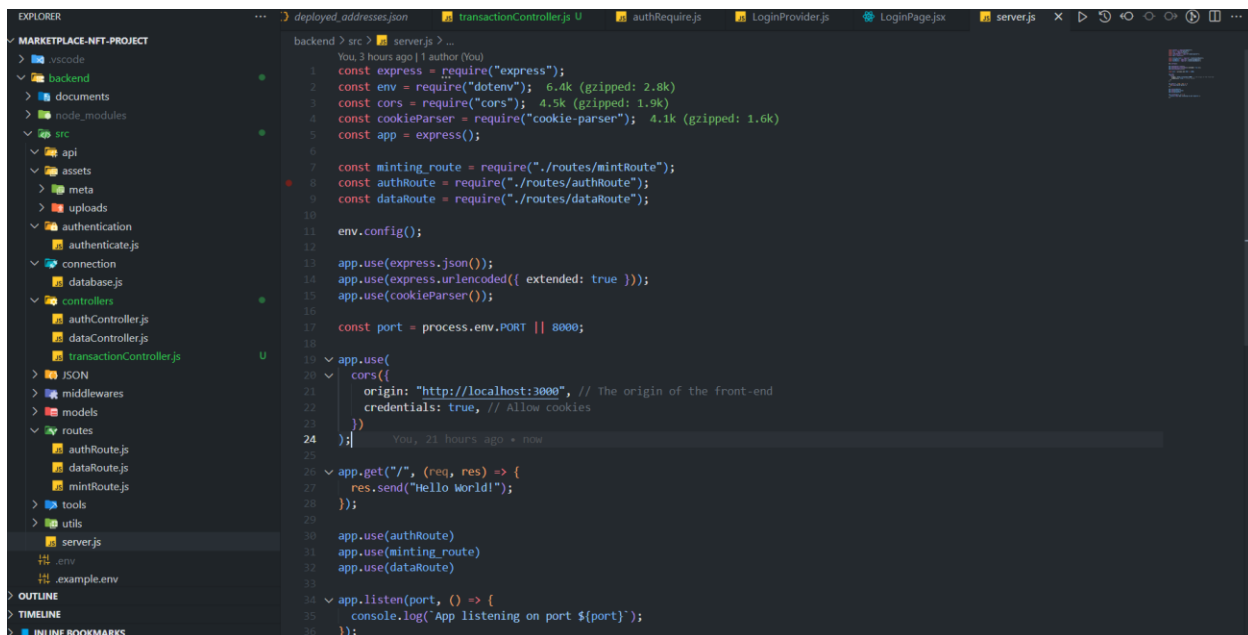 EXPLORER
deployed_addresses.json
transactionController.js U
authRequire.js
LoginProvider.js
LoginPage.jsx
server.js
MARKETPLACE-NFT-PROJECT
.vscode
backend
documents
node_modules
src
api
assets
meta
uploads
authentication
authenticate.js
connection
database.js
controllers
authController.js
dataController.js
transactionController.js U
JSON
middlewares
models
routes
authRoute.js
dataRoute.js
mintRoute.js
tools
utils
server.js
.env
.example.env
OUTLINE
TIMELINE
INLINE BOOKMARKS
backend > src > server.js > ...
You, 3 hours ago | 1 author (You)
1 const express = require("express");
2 const env = require("dotenv"); 6.4k (gzipped: 2.8k)
3 const cors = require("cors"); 4.5k (gzipped: 1.9k)
4 const cookieParser = require("cookie-parser"); 4.1k (gzipped: 1.6k)
5 const app = express();
6
7 const minting_route = require("./routes/mintRoute");
8 const authRoute = require("./routes/authRoute");
9 const dataRoute = require("./routes/dataRoute");
10
11 env.config();
12
13 app.use(express.json());
14 app.use(express.urlencoded({ extended: true }));
15 app.use(cookieParser());
16
17 const port = process.env.PORT || 8000;
18
19 app.use(
20 cors({
21 origin: "http://localhost:3000", // The origin of the front-end
22 credentials: true, // Allow cookies
23 })
24 ); You, 21 hours ago • now
25
26 app.get("/", (req, res) => {
27 res.send("Hello World!");
28 });
29
30 app.use(authRoute)
31 app.use(minting_route)
32 app.use(dataRoute)
33
34 app.listen(port, () => {
35 console.log(`App listening on port ${port}`);
36 });